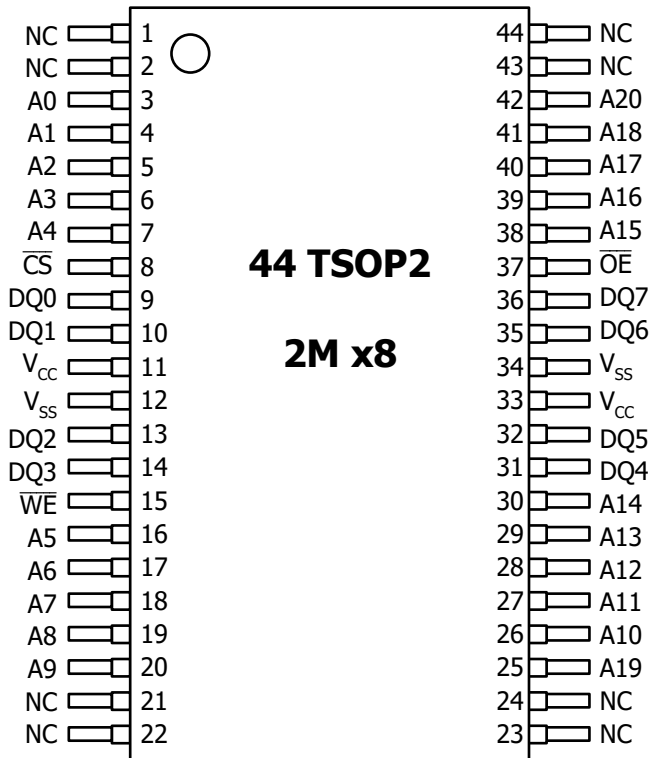 NC 1 44 NC
NC 2 43 NC
A0 3 42 A20
A1 4 41 A18
A2 5 40 A17
A3 6 39 A16
A4 7 38 A15
C̅S̅ 8 44 TSOP2 37 O̅E̅
DQ0 9 36 DQ7
DQ1 10 35 DQ6
VCC 11 2M x8 34 VSS
VSS 12 33 VCC
DQ2 13 32 DQ5
DQ3 14 31 DQ4
W̅E̅ 15 30 A14
A5 16 29 A13
A6 17 28 A12
A7 18 27 A11
A8 19 26 A10
A9 20 25 A19
NC 21 24 NC
NC 22 23 NC